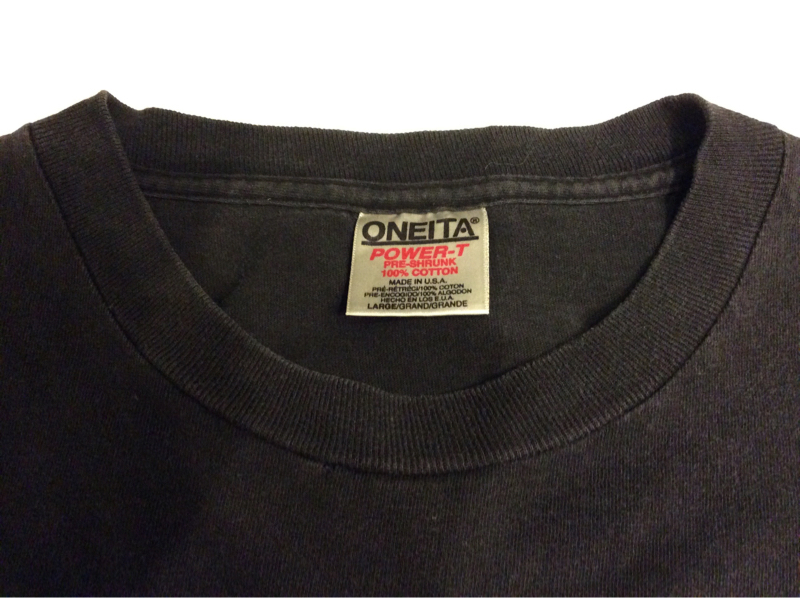 ONEITA®
POWER-T
PRE-SHRUNK
100% COTTON
MADE IN U.S.A.
PRÉ-RÉTRÉCI/100% COTON
PRE-ENCOGIDO/100% ALGODON
HECHO EN LOS E.U.A.
LARGE/GRAND/GRANDE